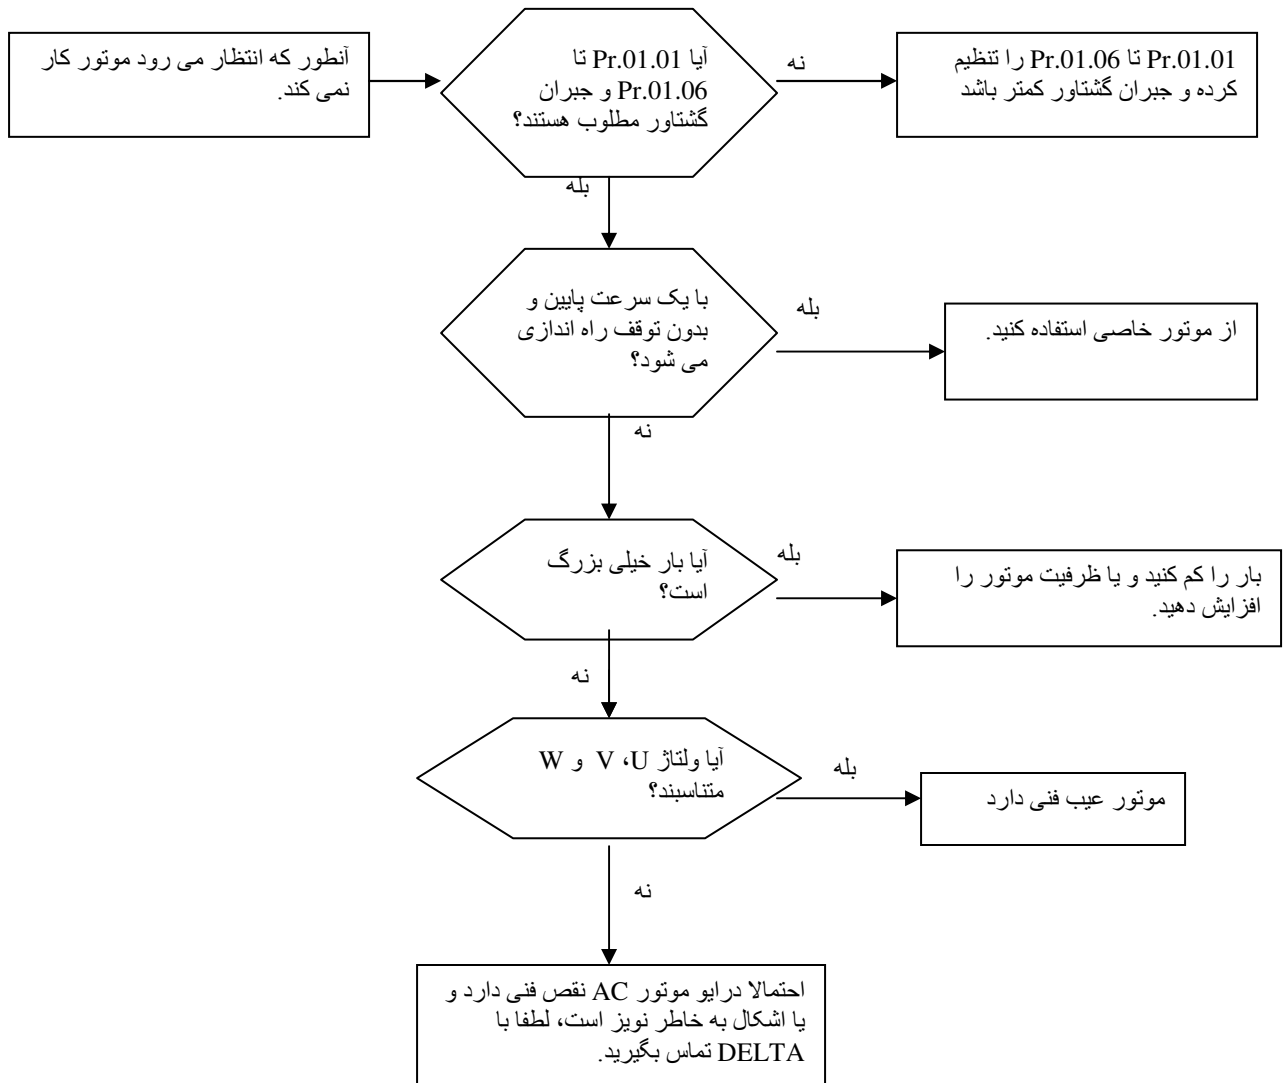 آنطور که انتظار می رود موتور کار
نمی کند.
آیا Pr.01.01 تا
Pr.01.06 و جبران
گشتاور مطلوب هستند؟
نه
Pr.01.01 تا Pr.01.06 را تنظیم
کرده و جبران گشتاور کمتر باشد
بله
با یک سرعت پایین و
بدون توقف راه اندازی
می شود؟
بله
از موتور خاصی استفاده کنید.
نه
آیا بار خیلی بزرگ
است؟
بله
بار را کم کنید و یا ظرفیت موتور را
افزایش دهید.
نه
آیا ولتاژ U، V و W
متناسبند؟
بله
موتور عیب فنی دارد
نه
احتمالا درایو موتور AC نقص فنی دارد و
یا اشکال به خاطر نویز است، لطفا با
DELTA تماس بگیرید.